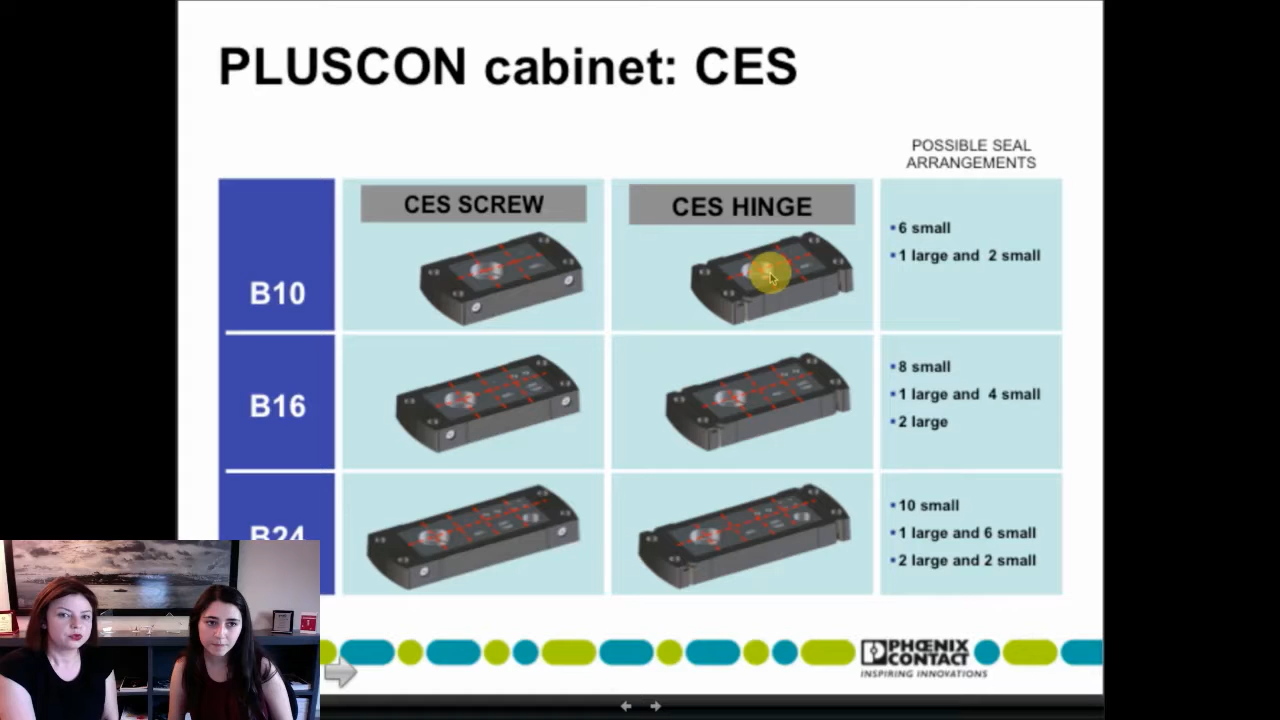 PLUSCON cabinet: CES
POSSIBLE SEAL
ARRANGEMENTS
CES SCREW
CES HINGE
B10
6 small
1 large and 2 small
B16
8 small
1 large and 4 small
2 large
B24
10 small
1 large and 6 small
2 large and 2 small
PHŒNIX
CONTACT
INSPIRING INNOVATIONS